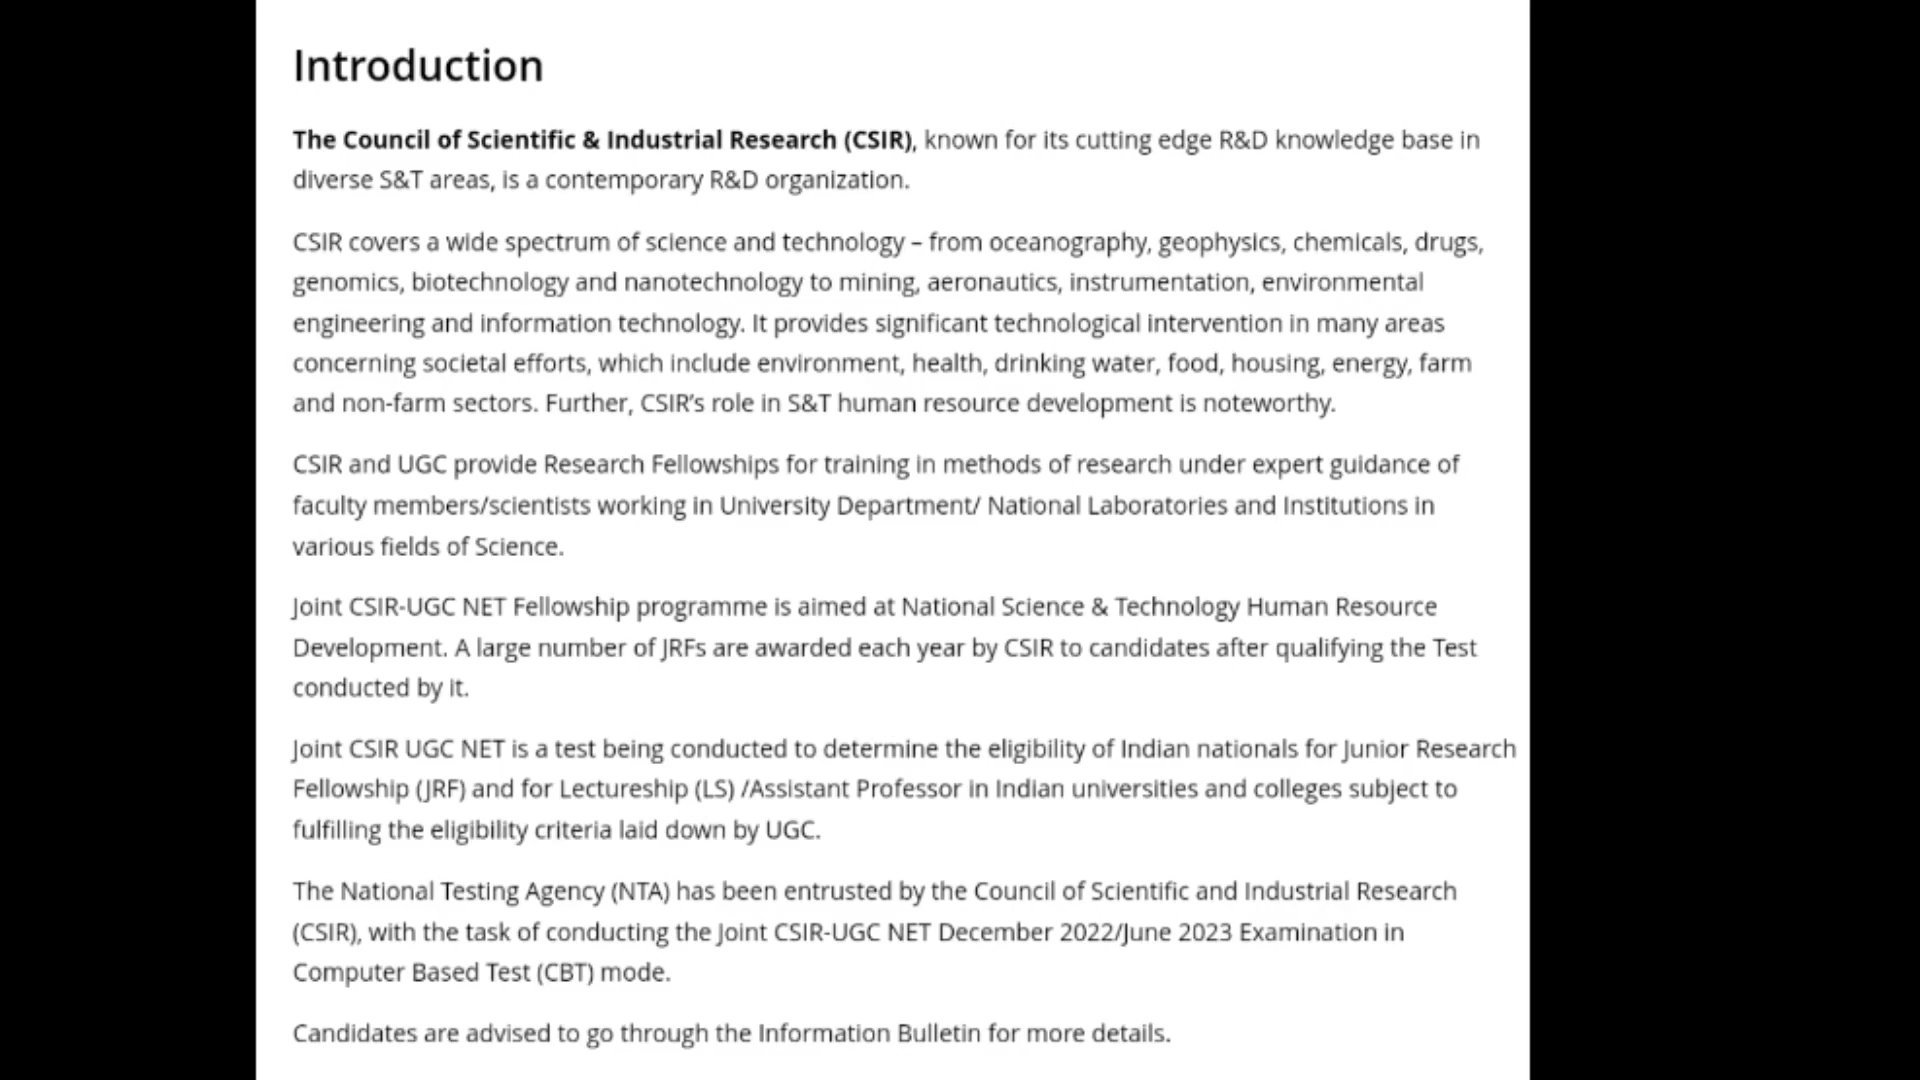 Introduction
The Council of Scientific & Industrial Research (CSIR), known for its cutting edge R&D knowledge base in
diverse S&T areas, is a contemporary R&D organization.
CSIR covers a wide spectrum of science and technology – from oceanography, geophysics, chemicals, drugs,
genomics, biotechnology and nanotechnology to mining, aeronautics, instrumentation, environmental
engineering and information technology. It provides significant technological intervention in many areas
concerning societal efforts, which include environment, health, drinking water, food, housing, energy, farm
and non-farm sectors. Further, CSIR’s role in S&T human resource development is noteworthy.
CSIR and UGC provide Research Fellowships for training in methods of research under expert guidance of
faculty members/scientists working in University Department/ National Laboratories and Institutions in
various fields of Science.
Joint CSIR-UGC NET Fellowship programme is aimed at National Science & Technology Human Resource
Development. A large number of JRFs are awarded each year by CSIR to candidates after qualifying the Test
conducted by it.
Joint CSIR UGC NET is a test being conducted to determine the eligibility of Indian nationals for Junior Research
Fellowship (JRF) and for Lectureship (LS) /Assistant Professor in Indian universities and colleges subject to
fulfilling the eligibility criteria laid down by UGC.
The National Testing Agency (NTA) has been entrusted by the Council of Scientific and Industrial Research
(CSIR), with the task of conducting the Joint CSIR-UGC NET December 2022/June 2023 Examination in
Computer Based Test (CBT) mode.
Candidates are advised to go through the Information Bulletin for more details.